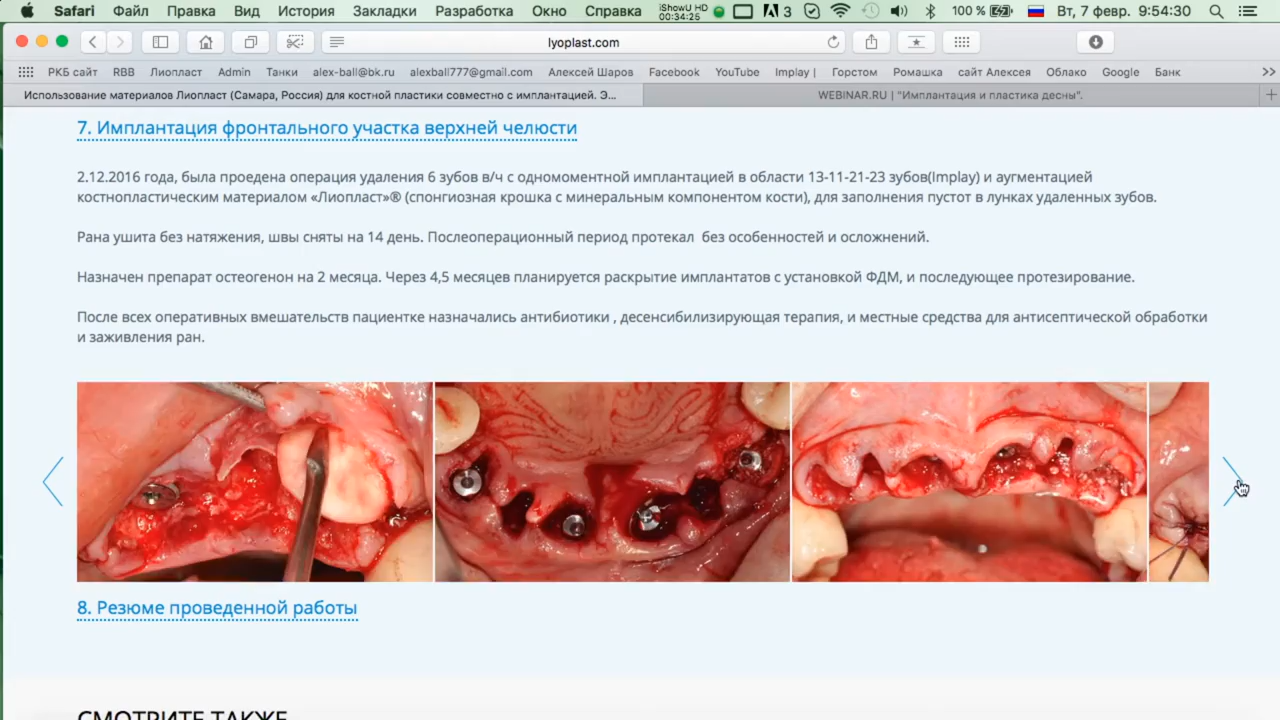 Safari Файл Правка Вид История Закладки Разработка Окно Справка iShowU HD 00:34:25 3 100 % Вт, 7 февр. 9:54:30
lyoplast.com
РКБ сайт RBB Лиопласт Admin Танки alex-ball@bk.ru alexball777@gmail.com Алексей Шаров Facebook YouTube Implay | Горстом Ромашка сайт Алексея Облако Google Банк
Использование материалов Лиопласт (Самара, Россия) для костной пластики совместно с имплантацией. Э... WEBINAR.RU | "Имплантация и пластика десны".
7. Имплантация фронтального участка верхней челюсти
2.12.2016 года, была проедена операция удаления 6 зубов в/ч с одномоментной имплантацией в области 13-11-21-23 зубов(Implay) и аугментацией
костнопластическим материалом «Лиопласт»® (спонгиозная крошка с минеральным компонентом кости), для заполнения пустот в лунках удаленных зубов.
Рана ушита без натяжения, швы сняты на 14 день. Послеоперационный период протекал без особенностей и осложнений.
Назначен препарат остеогенон на 2 месяца. Через 4,5 месяцев планируется раскрытие имплантатов с установкой ФДМ, и последующее протезирование.
После всех оперативных вмешательств пациентке назначались антибиотики , десенсибилизирующая терапия, и местные средства для антисептической обработки
и заживления ран.
8. Резюме проведенной работы
СМОТРИТЕ ТАКЖЕ